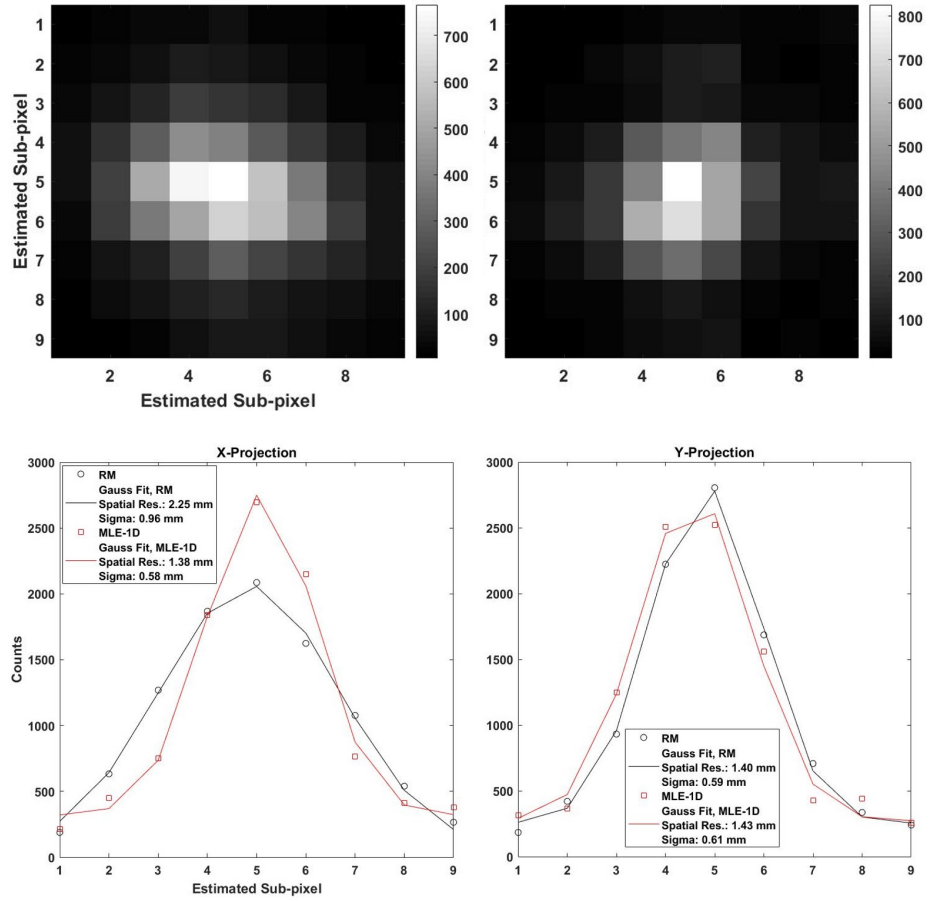 1
2
3
4
5
6
7
8
9
Estimated Sub-pixel
2 4 6 8
Estimated Sub-pixel
700
600
500
400
300
200
100
1
2
3
4
5
6
7
8
9
2 4 6 8
800
700
600
500
400
300
200
100
X-Projection
3000
2500
2000
1500
1000
500
0
Counts
RM
Gauss Fit, RM
Spatial Res.: 2.25 mm
Sigma: 0.96 mm
MLE-1D
Gauss Fit, MLE-1D
Spatial Res.: 1.38 mm
Sigma: 0.58 mm
1 2 3 4 5 6 7 8 9
Estimated Sub-pixel
Y-Projection
3000
2500
2000
1500
1000
500
0
RM
Gauss Fit, RM
Spatial Res.: 1.40 mm
Sigma: 0.59 mm
MLE-1D
Gauss Fit, MLE-1D
Spatial Res.: 1.43 mm
Sigma: 0.61 mm
1 2 3 4 5 6 7 8 9